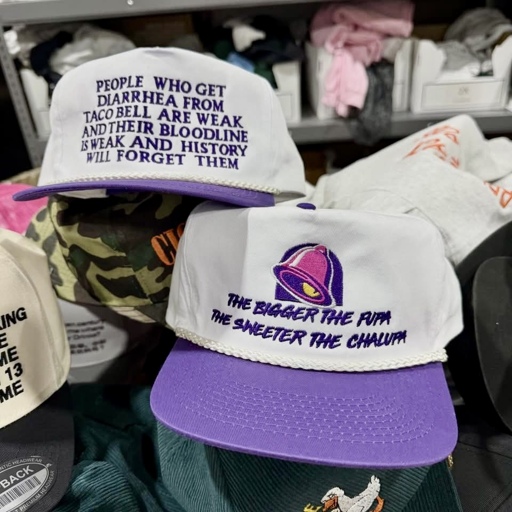 PEOPLE WHO GET
DIARRHEA FROM
TACO BELL ARE WEAK
AND THEIR BLOODLINE
IS WEAK AND HISTORY
WILL FORGET THEM
THE BIGGER THE FUPA
THE SWEETER THE CHALUPA
KING
E
ME
13
ME
BACK